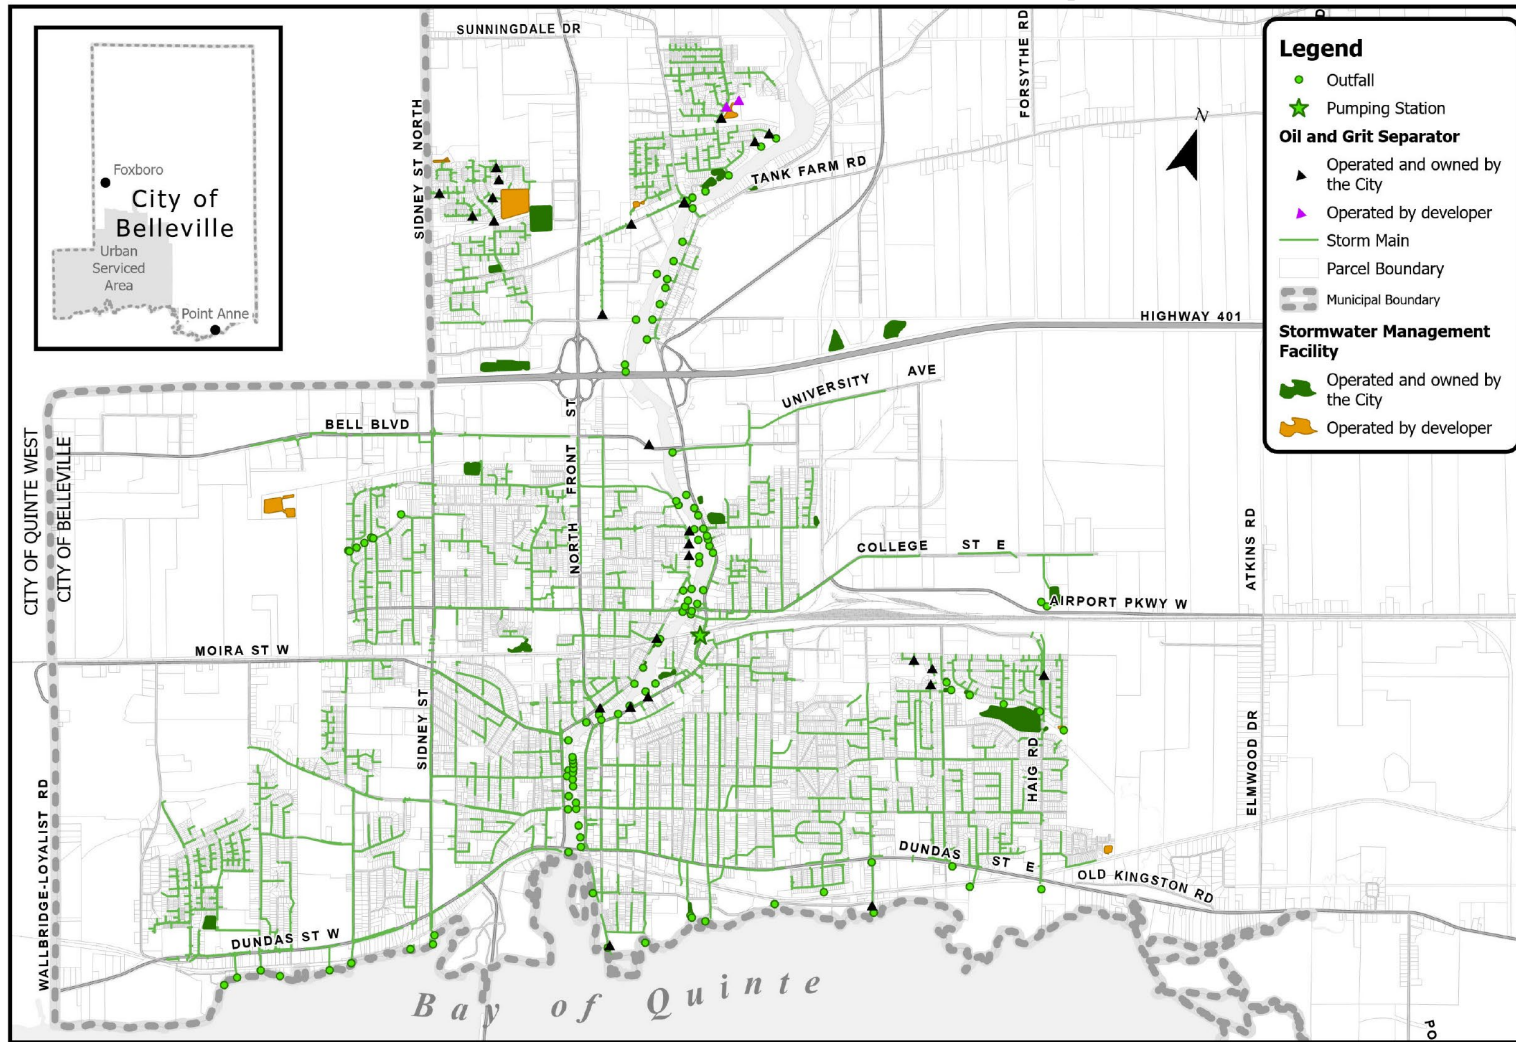 SUNNINGDALE DR
FORSYTHE RD
D
Foxboro
City of
Belleville
Urban
Serviced
Area
Point Anne
SIDNEY ST NORTH
TANK FARM RD
N
Legend
Outfall
Pumping Station
Oil and Grit Separator
Operated and owned by
the City
Operated by developer
Storm Main
Parcel Boundary
Municipal Boundary
Stormwater Management
Facility
Operated and owned by
the City
Operated by developer
HIGHWAY 401
UNIVERSITY AVE
BELL BLVD
NORTH FRONT ST
CITY OF QUINTE WEST
CITY OF BELLEVILLE
COLLEGE ST E
ATKINS RD
AIRPORT PKWY W
MOIRA ST W
SIDNEY ST
HAIG RD
ELMWOOD DR
WALLBRIDGE-LOYALIST RD
DUNDAS ST E
OLD KINGSTON RD
DUNDAS ST W
Bay of Quinte
PO